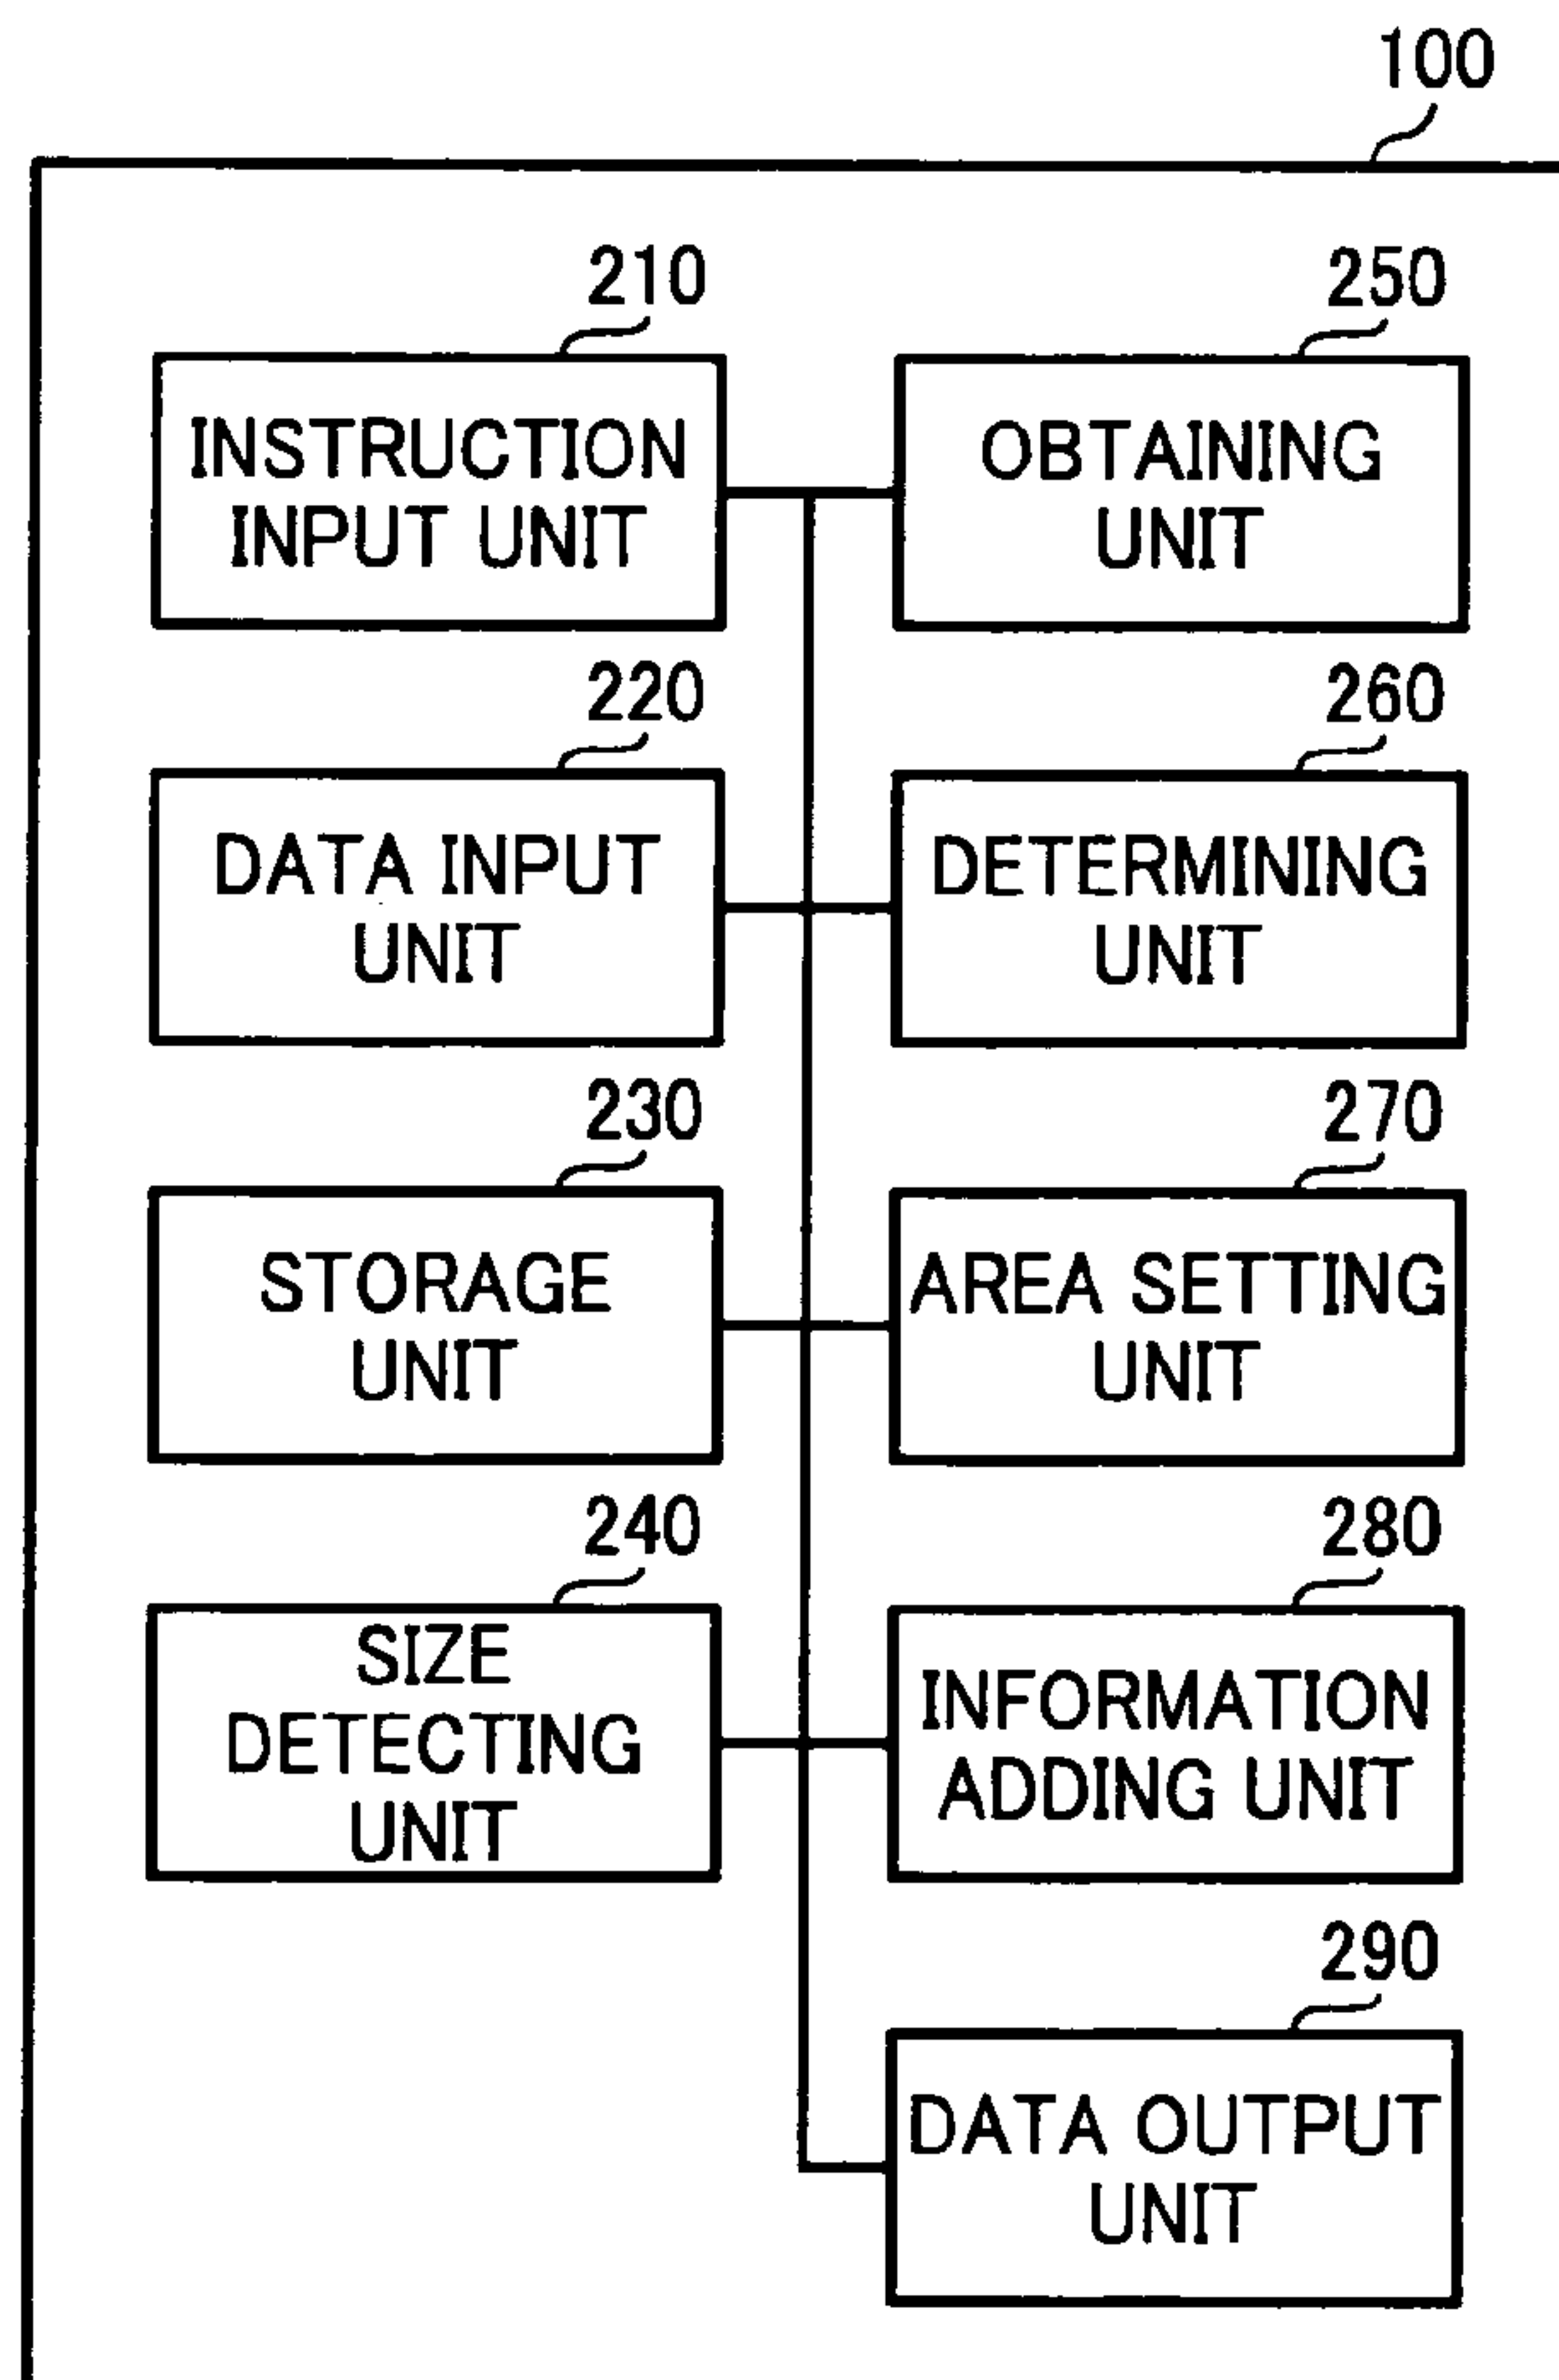 100
210
INSTRUCTION
INPUT UNIT
250
OBTAINING
UNIT
220
DATA INPUT
UNIT
260
DETERMINING
UNIT
230
STORAGE
UNIT
270
AREA SETTING
UNIT
240
SIZE
DETECTING
UNIT
280
INFORMATION
ADDING UNIT
290
DATA OUTPUT
UNIT